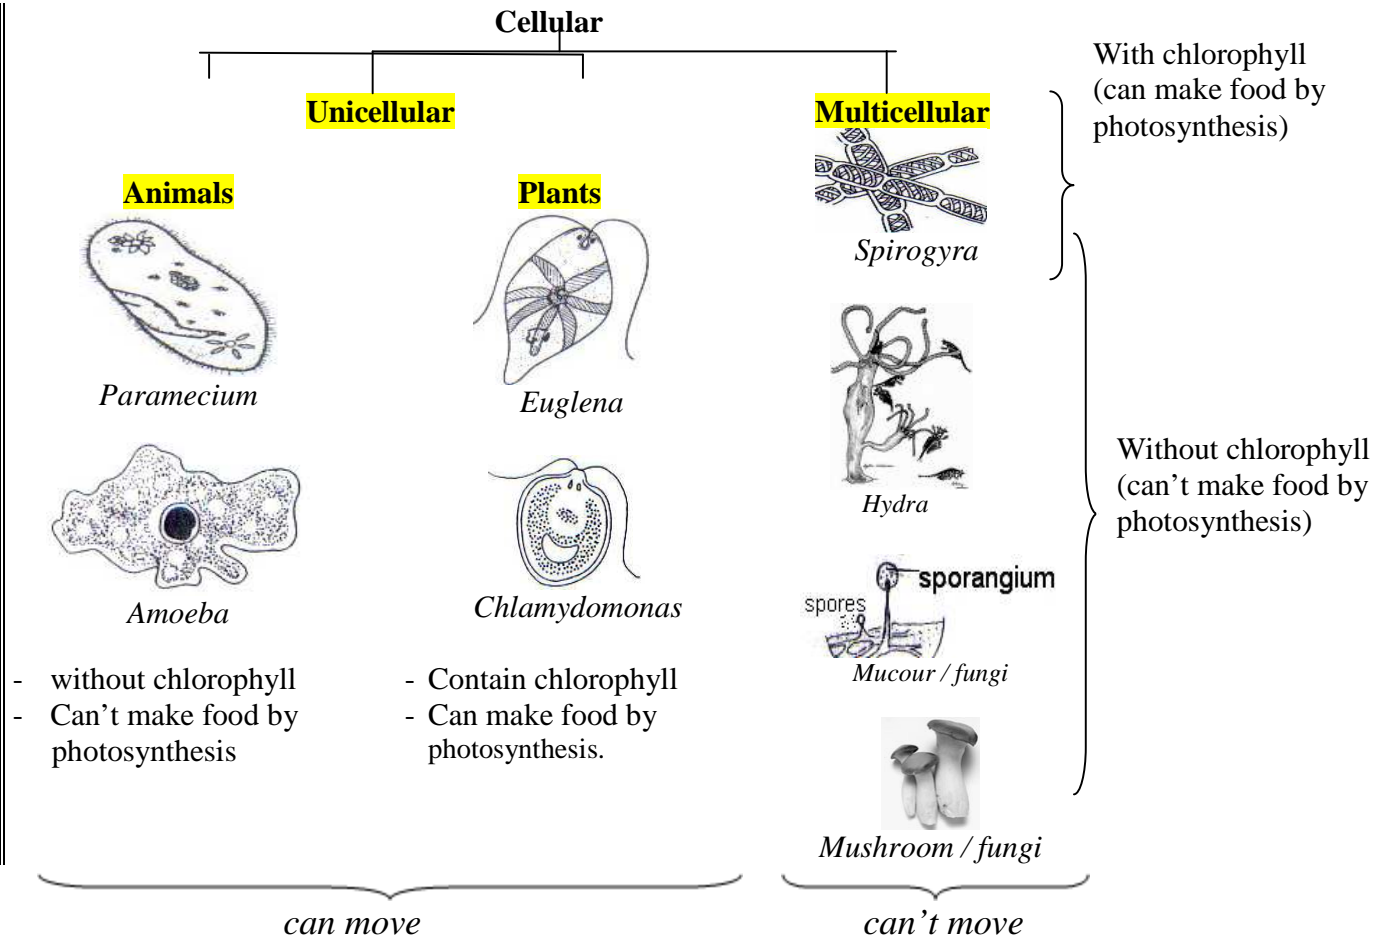 Cellular
Unicellular
Multicellular
With chlorophyll
(can make food by
photosynthesis)
Animals
Plants
Spirogyra
Paramecium
Euglena
Hydra
Without chlorophyll
(can’t make food by
photosynthesis)
Amoeba
Chlamydomonas
sporangium
spores
Mucour / fungi
- without chlorophyll
- Can’t make food by
photosynthesis
- Contain chlorophyll
- Can make food by
photosynthesis.
Mushroom / fungi
can move
can’t move